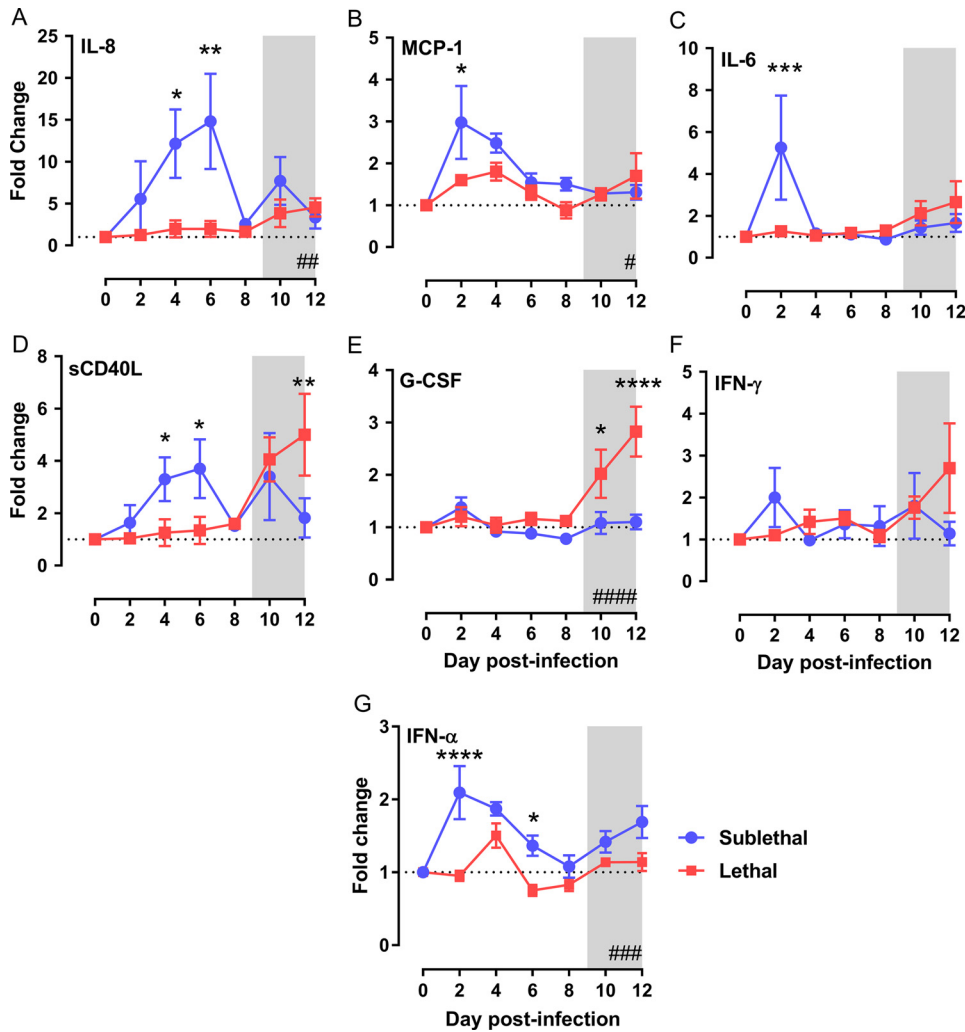 A
IL-8
Fold Change
25
20
15
10
5
0
*
**
##
0 2 4 6 8 10 12
B
MCP-1
5
4
3
2
1
0
*
#
0 2 4 6 8 10 12
C
IL-6
10
8
6
4
2
0
***
0 2 4 6 8 10 12
D
sCD40L
Fold change
8
6
4
2
0
*
*
**
0 2 4 6 8 10 12
E
G-CSF
4
3
2
1
0
*
****
####
0 2 4 6 8 10 12
Day post-infection
F
IFN-γ
5
4
3
2
1
0
0 2 4 6 8 10 12
Day post-infection
G
IFN-α
Fold change
3
2
1
0
****
*
###
0 2 4 6 8 10 12
Day post-infection
Sublethal
Lethal